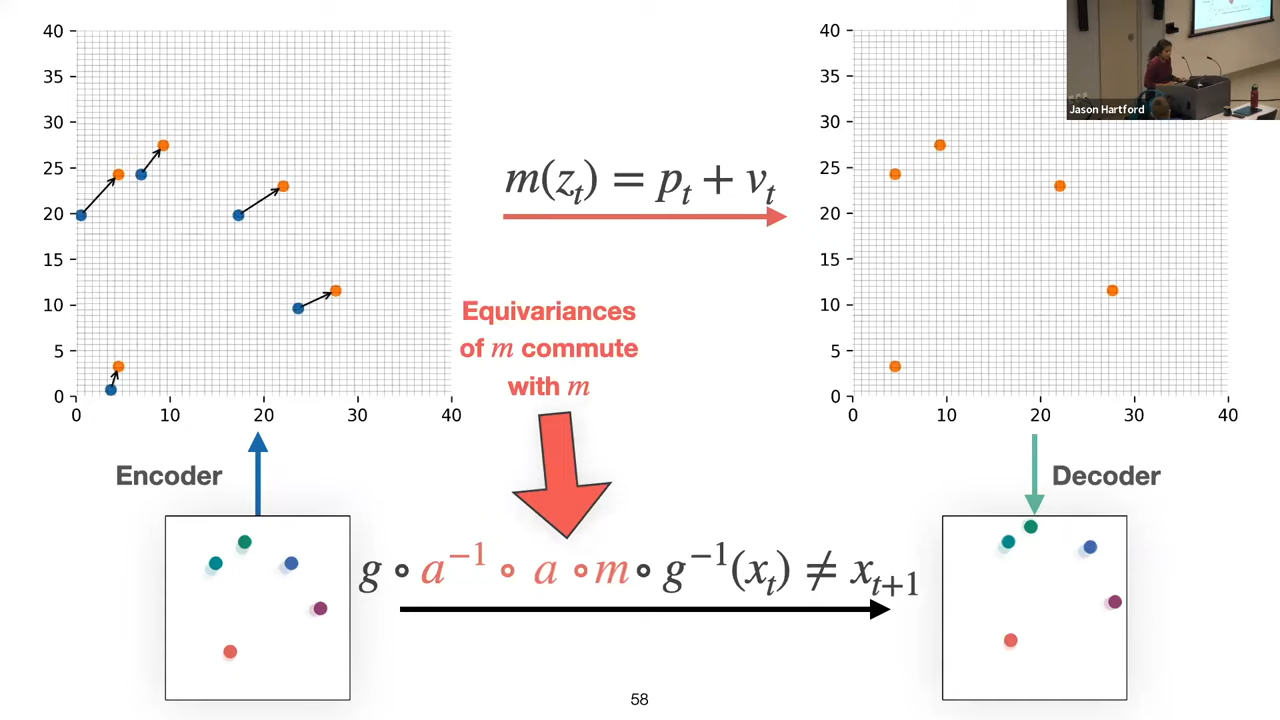 40
35
30
25
20
15
10
5
0
0 10 20 30 40
m(z_t) = p_t + v_t
40
35
30
25
20
15
10
5
0
0 10 20 30 40
Jason Hartford
Equivariances
of m commute
with m
Encoder
Decoder
g ∘ a⁻¹ ∘ a ∘ m ∘ g⁻¹(x_t) ≠ x_{t+1}
58